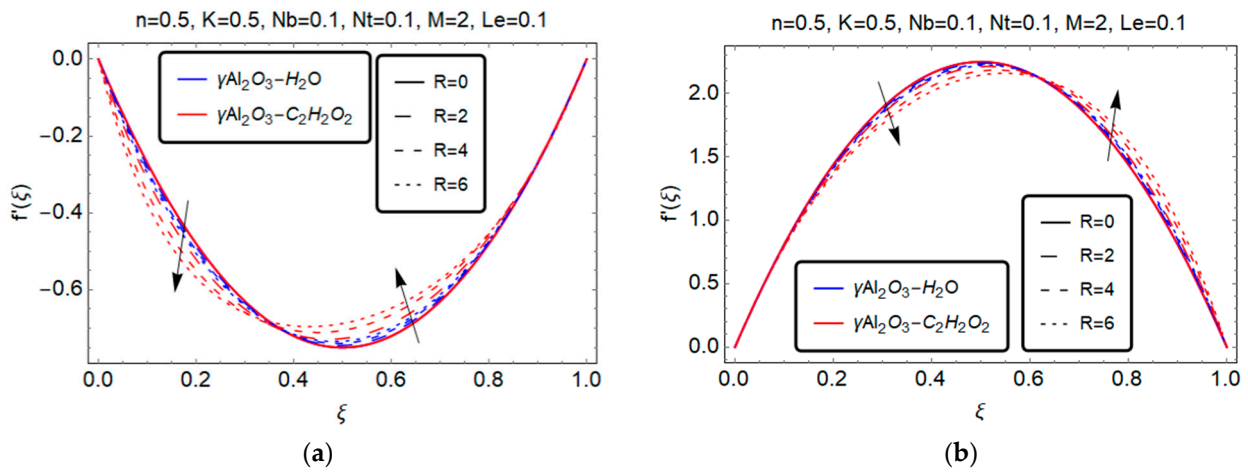 n=0.5, K=0.5, Nb=0.1, Nt=0.1, M=2, Le=0.1
0.0
−0.2
−0.4
−0.6
f'(ξ)
γAl₂O₃−H₂O
γAl₂O₃−C₂H₂O₂
R=0
R=2
R=4
R=6
0.0 0.2 0.4 0.6 0.8 1.0
ξ
(a)
n=0.5, K=0.5, Nb=0.1, Nt=0.1, M=2, Le=0.1
2.0
1.5
1.0
0.5
0.0
f'(ξ)
γAl₂O₃−H₂O
γAl₂O₃−C₂H₂O₂
R=0
R=2
R=4
R=6
0.0 0.2 0.4 0.6 0.8 1.0
ξ
(b)